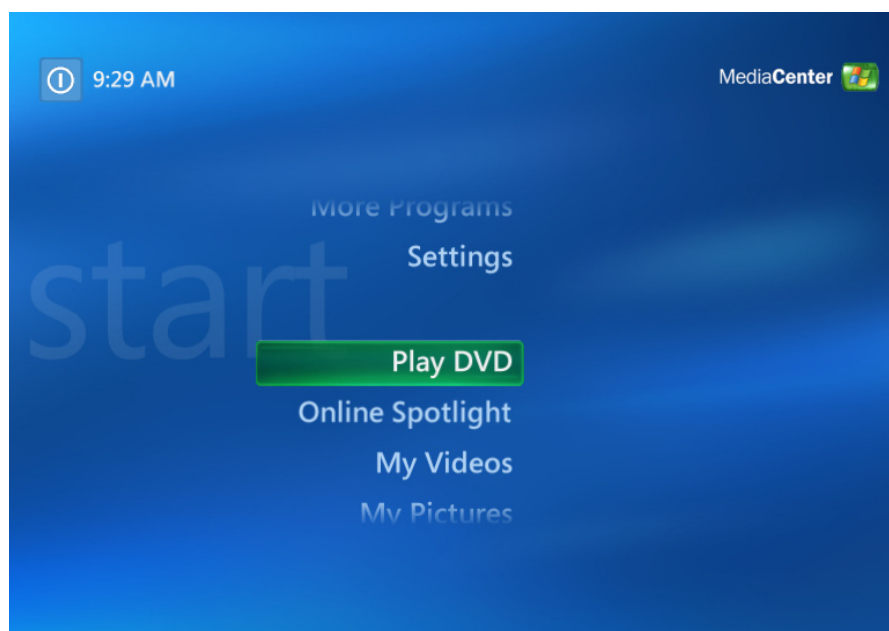 9:29 AM
MediaCenter
More Programs
Settings
start
Play DVD
Online Spotlight
My Videos
My Pictures